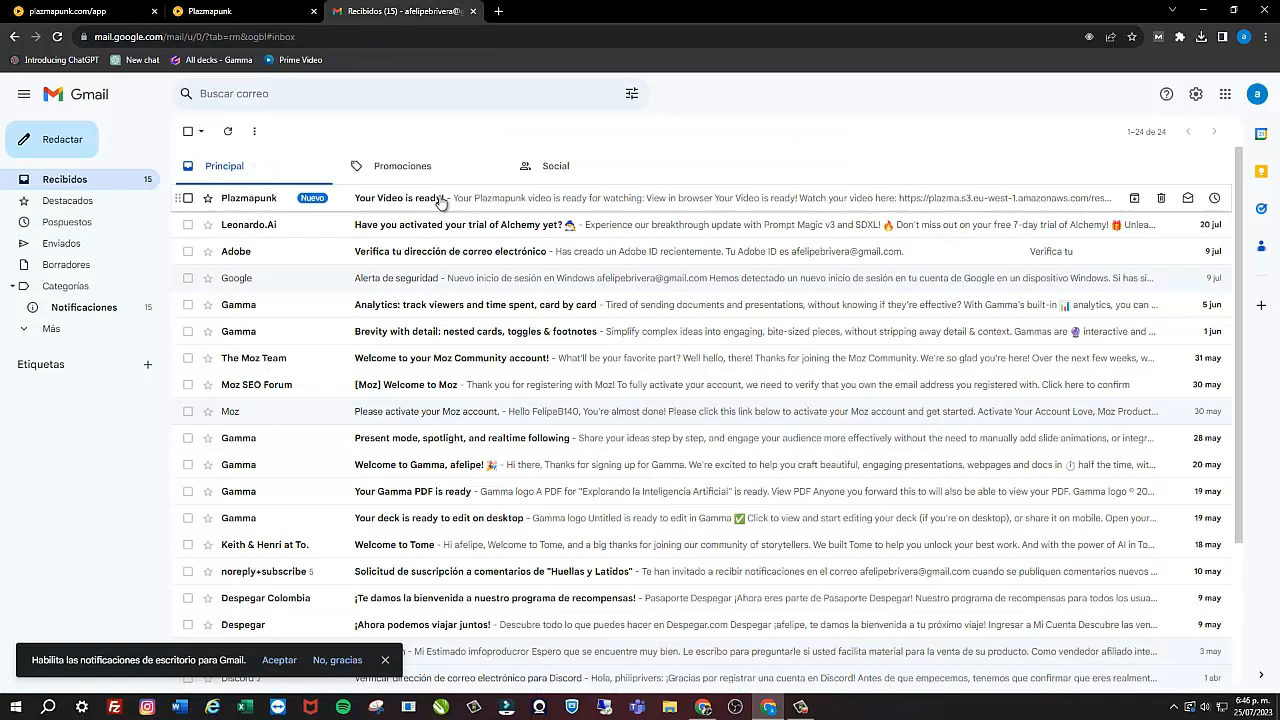 plazmapunk.com/app
Plazmapunk
Recibidos (15) - afelipebrivera@g
mail.google.com/mail/u/0/?tab=rm&ogbl#inbox
a
Introducing ChatGPT
New chat
All decks - Gamma
Prime Video
Gmail
Buscar correo
a
Redactar
1–24 de 24
Principal
Promociones
Social
Recibidos 15
Destacados
Pospuestos
Enviados
Borradores
Categorías
Notificaciones 15
Más
Etiquetas
Plazmapunk Nuevo Your Video is ready! - Your Plazmapunk video is ready for watching: View in browser Your Video is ready! Watch your video here: https://plazma.s3.eu-west-1.amazonaws.com/res...
Leonardo.Ai Have you activated your trial of Alchemy yet? 🧙‍♂️ - Experience our breakthrough update with Prompt Magic v3 and SDXL! 🔥 Don't miss out on your free 7-day trial of Alchemy! 🎁 Unlea... 20 jul
Adobe Verifica tu dirección de correo electrónico - Has creado un Adobe ID recientemente. Tu Adobe ID es afelipebrivera@gmail.com. Verifica tu 9 jul
Google Alerta de seguridad - Nuevo inicio de sesión en Windows afelipebrivera@gmail.com Hemos detectado un nuevo inicio de sesión en tu cuenta de Google en un dispositivo Windows. Si has si... 9 jul
Gamma Analytics: track viewers and time spent, card by card - Tired of sending documents and presentations, without knowing if they're effective? With Gamma's built-in 📊 analytics, you can ... 5 jun
Gamma Brevity with detail: nested cards, toggles & footnotes - Simplify complex ideas into engaging, bite-sized pieces, without stripping away detail & context. Gammas are 🔮 interactive and ... 1 jun
The Moz Team Welcome to your Moz Community account! - What'll be your favorite part? Well hello, there! Thanks for joining the Moz Community. We're so glad you're here! Over the next few weeks, w... 31 may
Moz SEO Forum [Moz] Welcome to Moz - Thank you for registering with Moz! To fully activate your account, we need to verify that you own the email address you registered with. Click here to confirm 30 may
Moz Please activate your Moz account. - Hello FelipeB140, You're almost done! Please click this link below to activate your Moz account and get started. Activate Your Account Love, Moz Product... 30 may
Gamma Present mode, spotlight, and realtime following - Share your ideas step by step, and engage your audience more effectively without the need to manually add slide animations, or integr... 28 may
Gamma Welcome to Gamma, afelipe! 🎉 - Hi there, Thanks for signing up for Gamma. We're excited to help you craft beautiful, engaging presentations, webpages and docs in ⏱️ half the time, wit... 20 may
Gamma Your Gamma PDF is ready - Gamma logo A PDF for "Explorando la Inteligencia Artificial" is ready. View PDF Anyone you forward this to will also be able to view your PDF. Gamma logo © 20... 19 may
Gamma Your deck is ready to edit on desktop - Gamma logo Untitled is ready to edit in Gamma ✅ Click to view and start editing your deck (if you're on desktop), or share it on mobile. Open your... 19 may
Keith & Henri at To. Welcome to Tome - Hi afelipe, Welcome to Tome, and a big thanks for joining our community of storytellers. We built Tome to help you unlock your best work. And with the power of AI in To... 18 may
noreply+subscribe 5 Solicitud de suscripción a comentarios de "Huellas y Latidos" - Te han invitado a recibir notificaciones en el correo afelipebrivera@gmail.com cuando se publiquen comentarios nuevos ... 10 may
Despegar Colombia ¡Te damos la bienvenida a nuestro programa de recompensas! - Pasaporte Despegar ¡Ahora eres parte de Pasaporte Despegar! Nuestro programa de recompensas para todos los usua... 9 may
Despegar ¡Ahora podemos viajar juntos! - Descubre todo lo que puedes hacer en Despegar.com Despegar ¡afelipe, te damos la bienvenida a tu próximo viaje! Ingresar a Mi Cuenta Descubre las ven... 9 may
- Mi Estimado infoproducror Espero que se encuentre muy bien. Le escribo para preguntarle si usted facilita material para la venta de su producto. Como vendedor afiliado inte... 3 may
Discord 2 Verificar dirección de correo electrónico para Discord - Hola, philiprivers: ¡Gracias por registrar una cuenta en Discord! Antes de que empecemos, tenemos que confirmar que eres realment... 1 abr
Habilita las notificaciones de escritorio para Gmail. Aceptar No, gracias
6:46 p. m.
25/07/2023